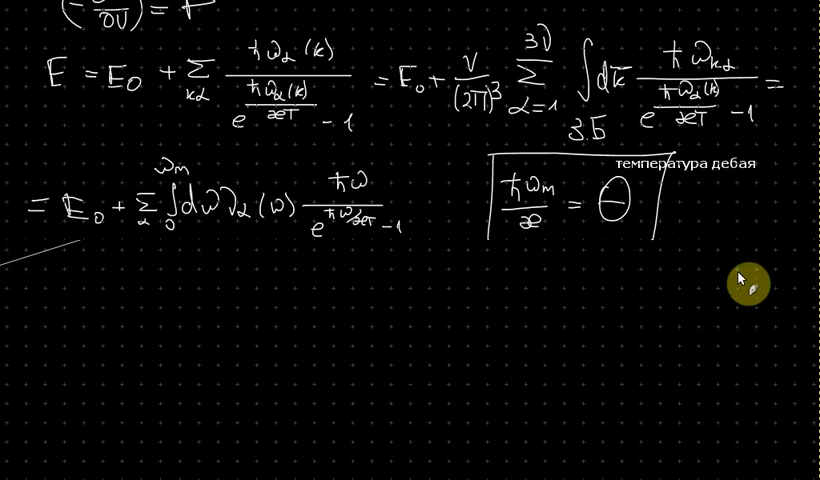 (-∂/∂V) = P
E = E₀ + Σ_{kα} ħω_α(k) / (e^{ħω_α(k)/æT} - 1) = E₀ + V/(2π)³ Σ_{α=1}^{3ν} ∫_{З.Б} dk̄ ħω_{kα} / (e^{ħω_α(k)/æT} - 1) =
температура дебая
= E₀ + Σ_α ∫_0^{ω_m} dω ν_α(ω) ħω / (e^{ħω/æT} - 1) ħω_m/æ = Θ